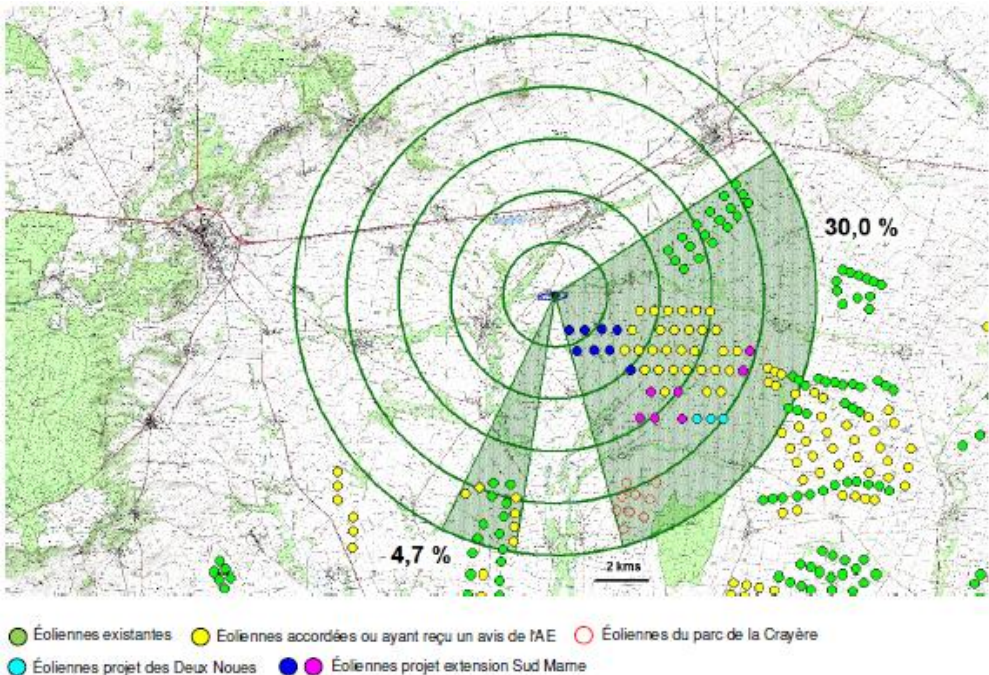 30,0 %
4,7 %
2 kms
Éoliennes existantes
Éoliennes accordées ou ayant reçu un avis de l'AE
Éoliennes du parc de la Crayère
Éoliennes projet des Deux Noues
Éoliennes projet extension Sud Marne